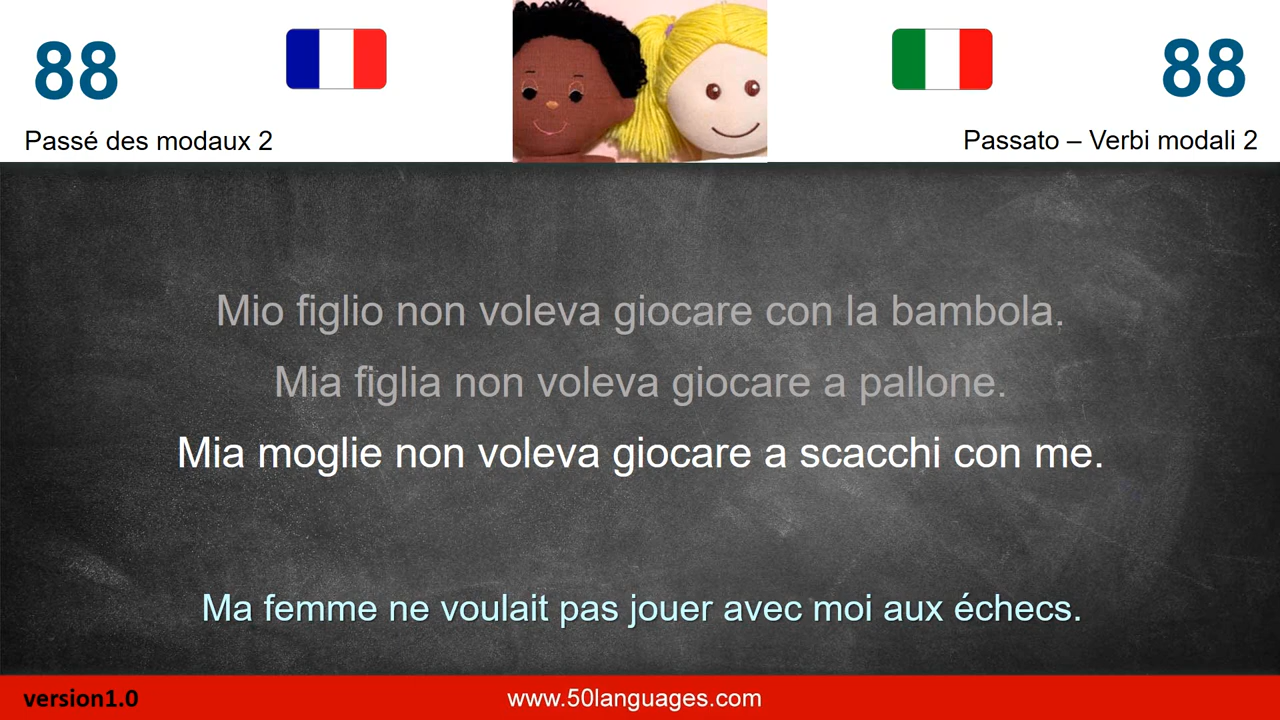 88
88
Passé des modaux 2
Passato – Verbi modali 2
Mio figlio non voleva giocare con la bambola.
Mia figlia non voleva giocare a pallone.
Mia moglie non voleva giocare a scacchi con me.
Ma femme ne voulait pas jouer avec moi aux échecs.
version1.0
www.50languages.com